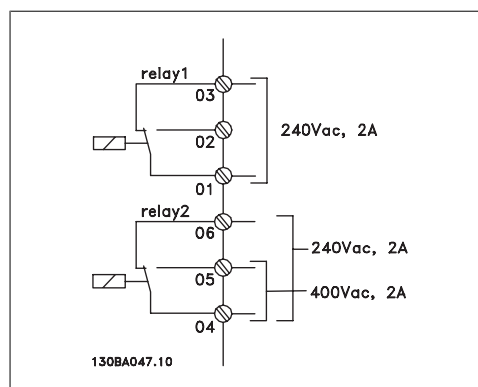 relay1
03
02
240Vac, 2A
01
relay2
06
240Vac, 2A
05
400Vac, 2A
04
130BA047.10